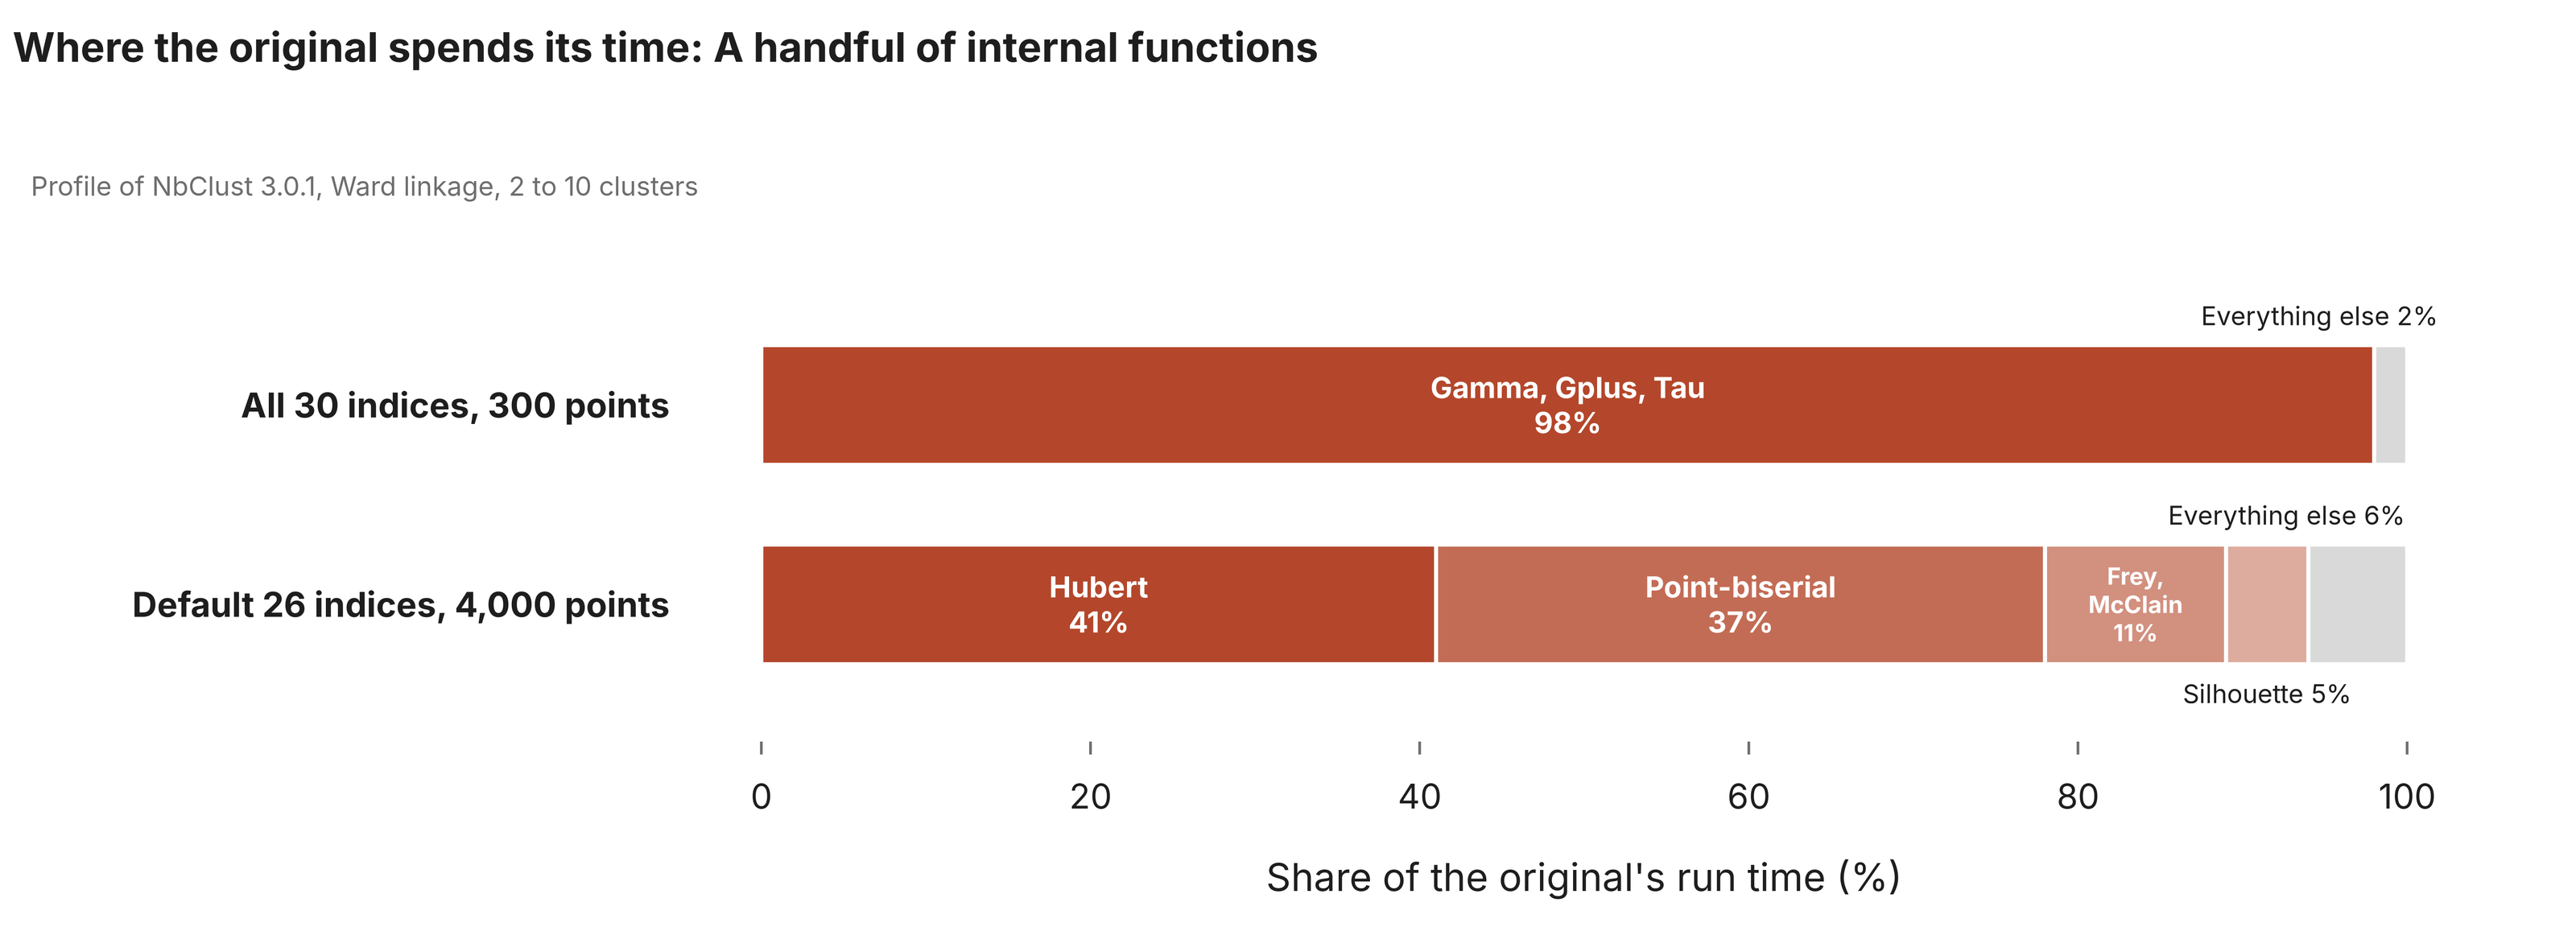 Where the original spends its time: A handful of internal functions
Profile of NbClust 3.0.1, Ward linkage, 2 to 10 clusters
Everything else 2%
All 30 indices, 300 points
Gamma, Gplus, Tau
98%
Everything else 6%
Default 26 indices, 4,000 points
Hubert
41%
Point-biserial
37%
Frey,
McClain
11%
Silhouette 5%
0 20 40 60 80 100
Share of the original's run time (%)